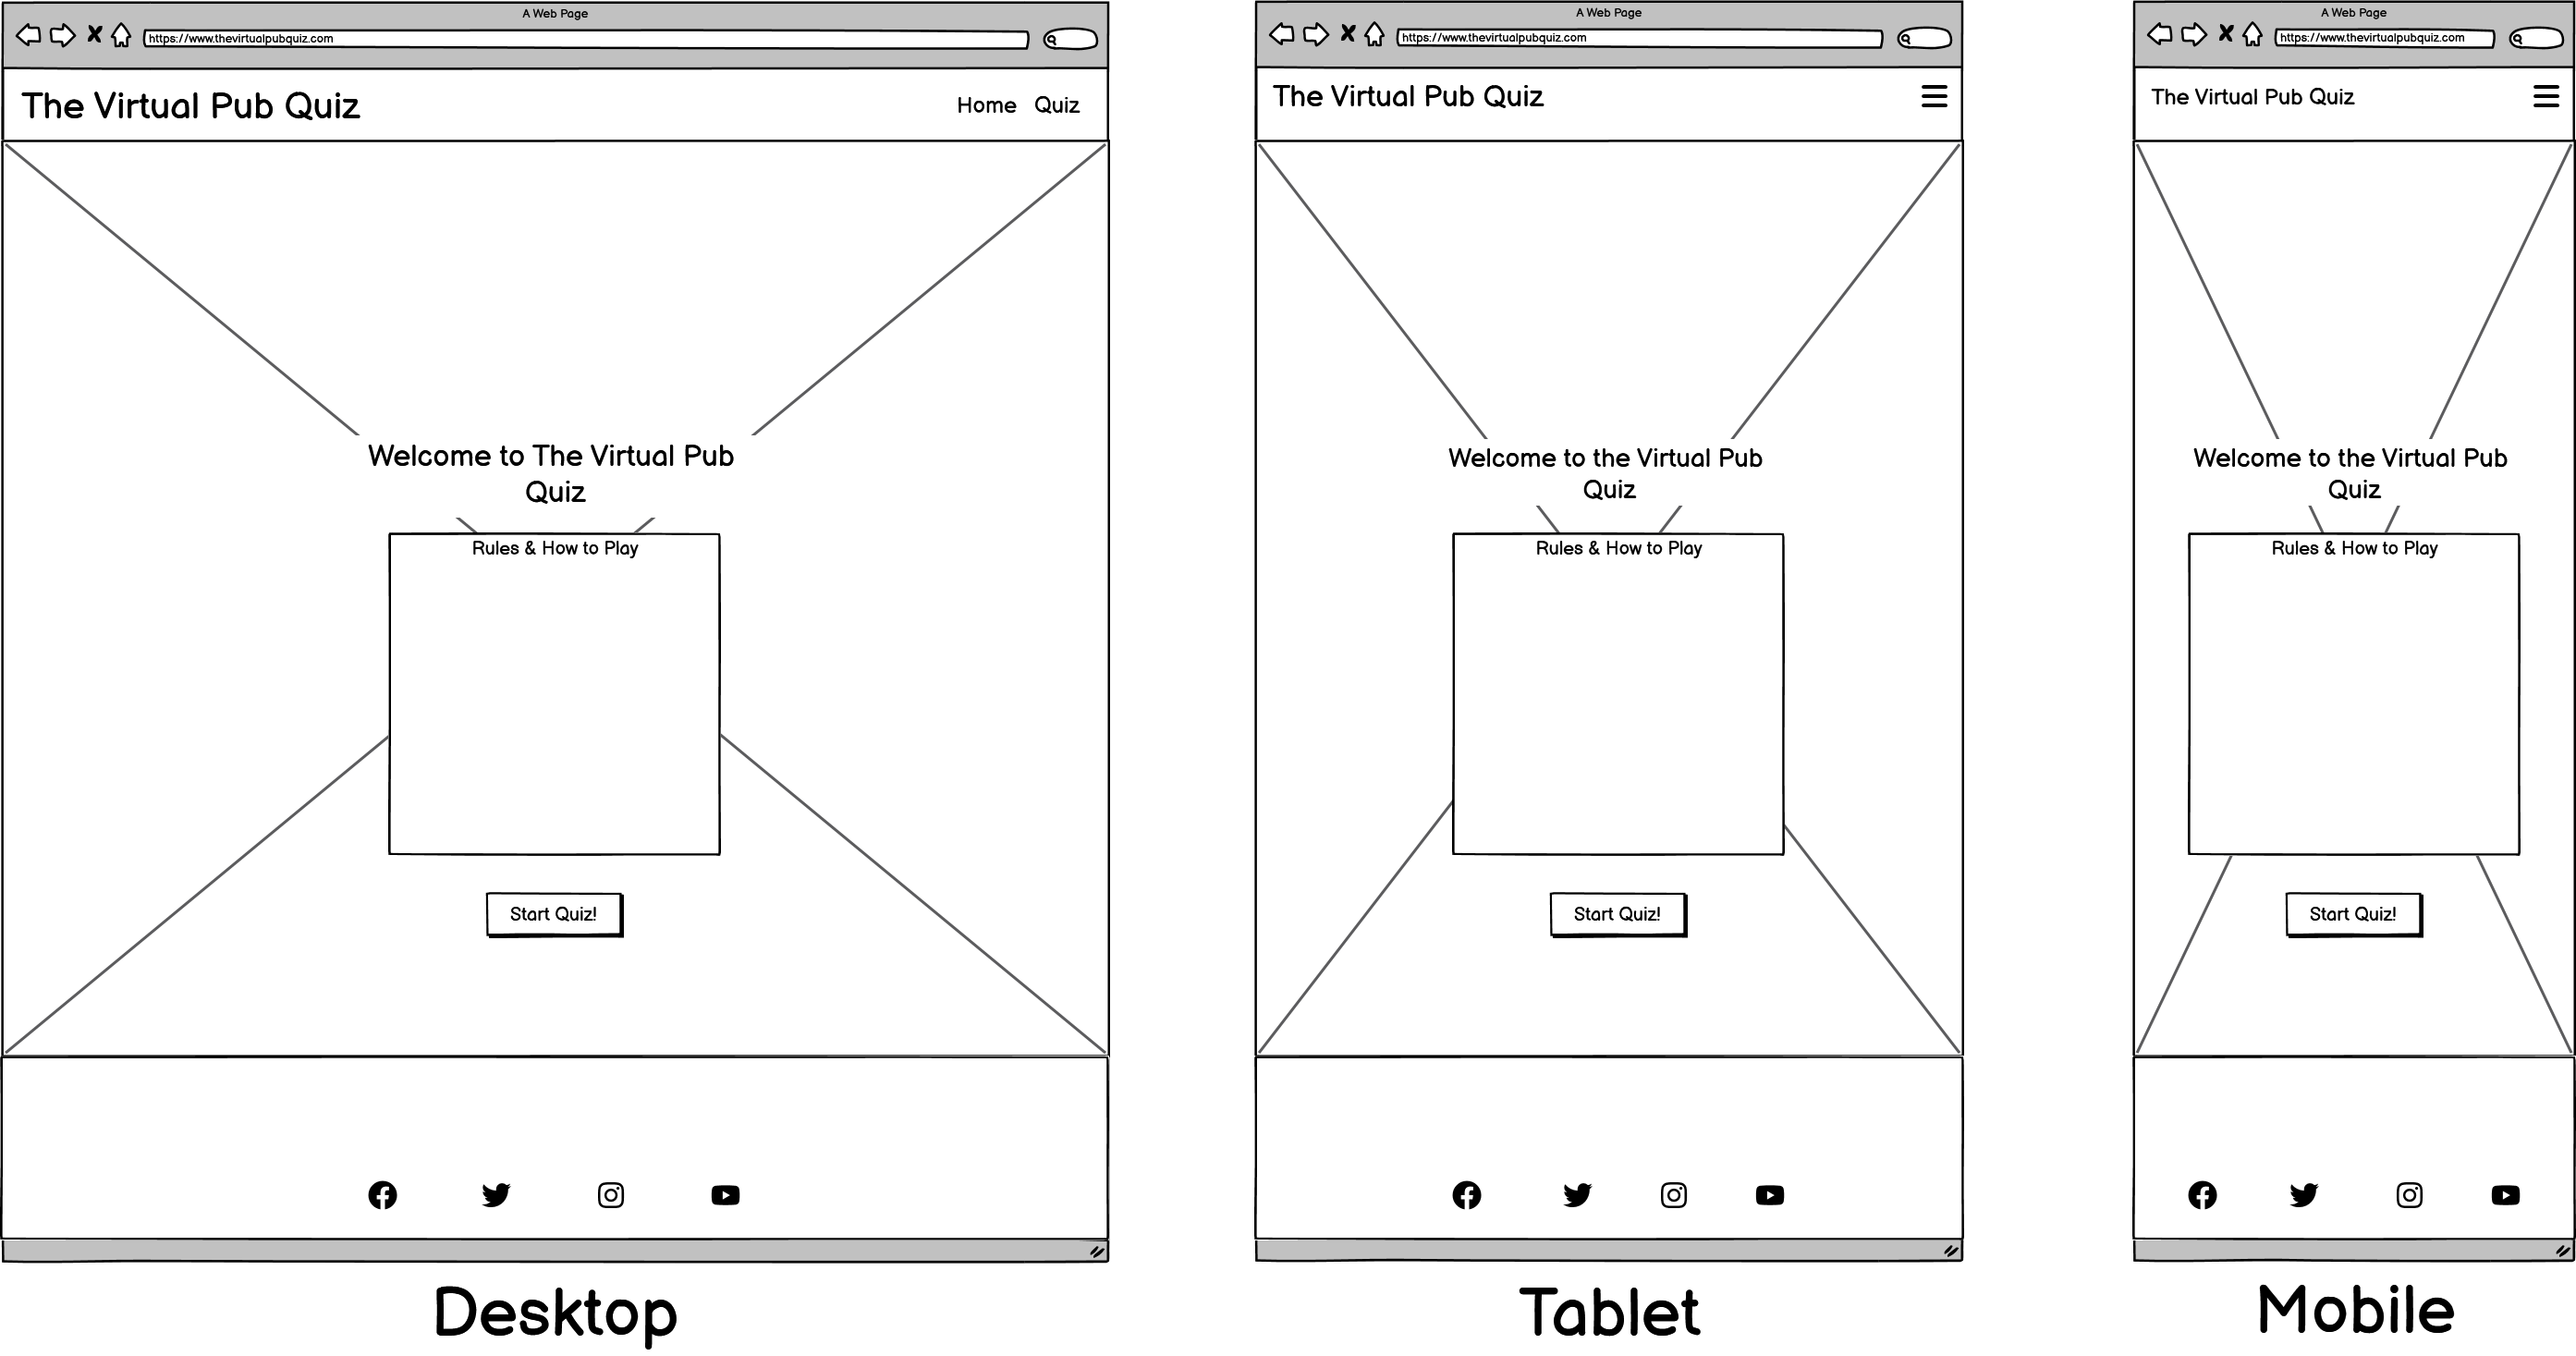 A Web Page
https://www.thevirtualpubquiz.com
The Virtual Pub Quiz
Home Quiz
Welcome to The Virtual Pub
Quiz
Rules & How to Play
Start Quiz!
Desktop
A Web Page
https://www.thevirtualpubquiz.com
The Virtual Pub Quiz
Welcome to the Virtual Pub
Quiz
Rules & How to Play
Start Quiz!
Tablet
A Web Page
https://www.thevirtualpubquiz.com
The Virtual Pub Quiz
Welcome to the Virtual Pub
Quiz
Rules & How to Play
Start Quiz!
Mobile